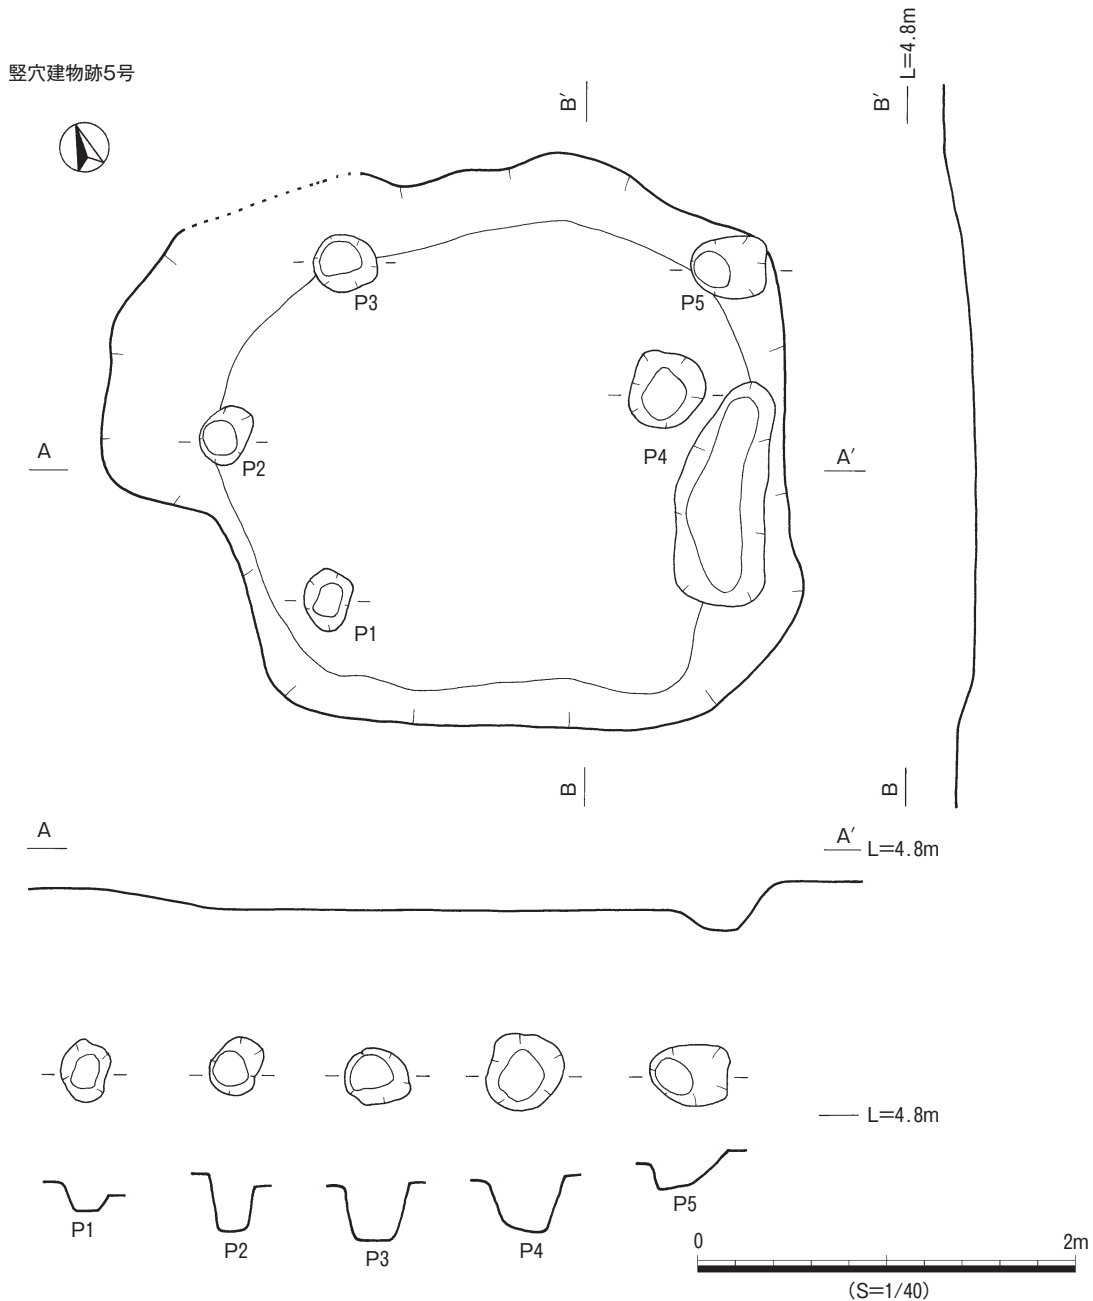 竪穴建物跡5号
L=4.8m
B′
B′
P3
P5
A
P2
P4
A′
P1
B
B
A
A′ L=4.8m
L=4.8m
P1
P2
P3
P4
P5
0
2m
(S=1/40)